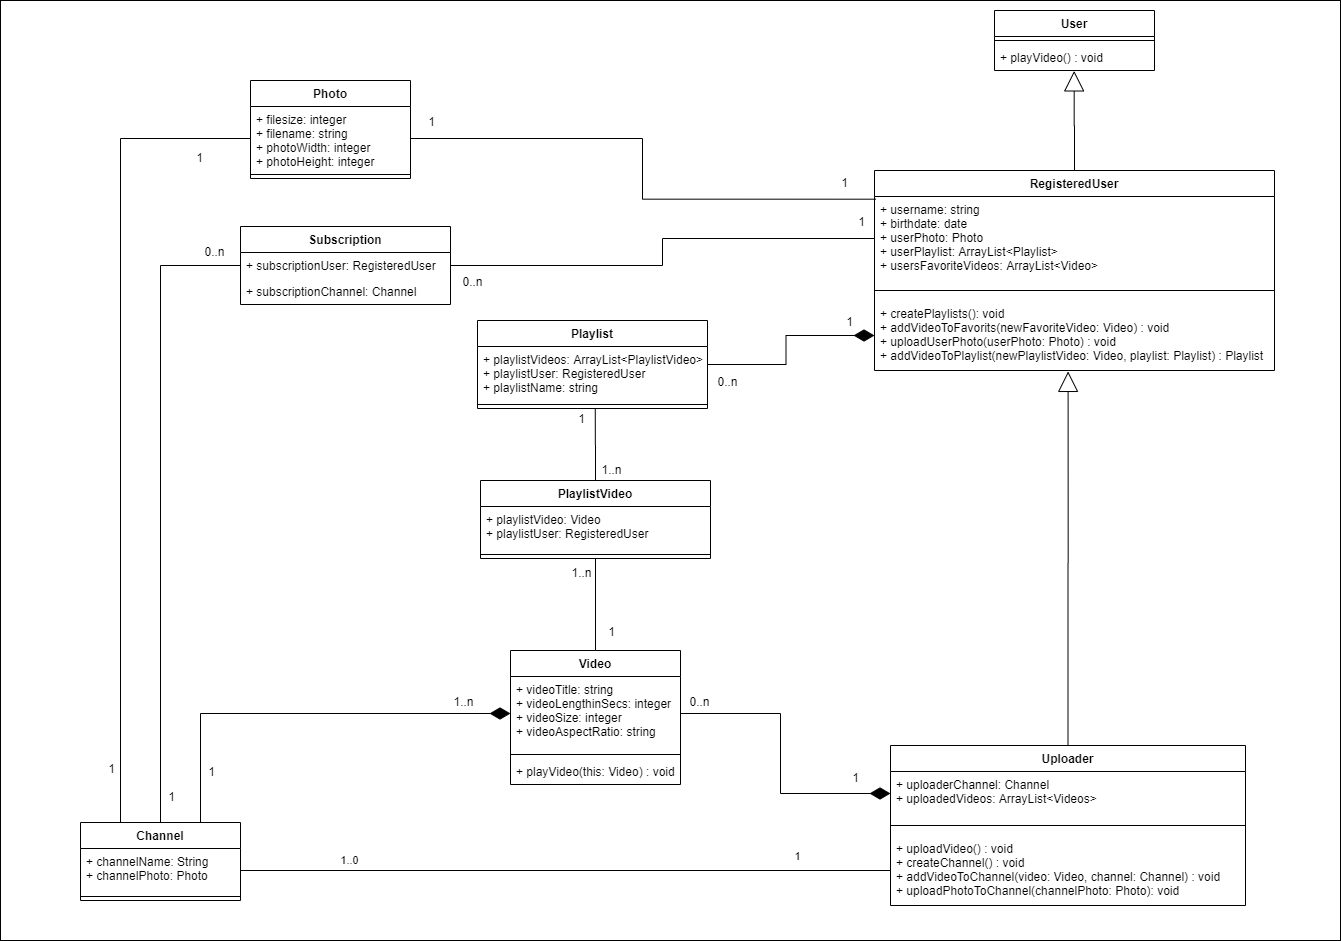 User
+ playVideo() : void
Photo
+ filesize: integer
+ filename: string
+ photoWidth: integer
+ photoHeight: integer
1
1
1
RegisteredUser
+ username: string
+ birthdate: date
+ userPhoto: Photo
+ userPlaylist: ArrayList<Playlist>
+ usersFavoriteVideos: ArrayList<Video>
+ createPlaylists(): void
+ addVideoToFavorits(newFavoriteVideo: Video) : void
+ uploadUserPhoto(userPhoto: Photo) : void
+ addVideoToPlaylist(newPlaylistVideo: Video, playlist: Playlist) : Playlist
1
Subscription
+ subscriptionUser: RegisteredUser
+ subscriptionChannel: Channel
0..n
0..n
Playlist
+ playlistVideos: ArrayList<PlaylistVideo>
+ playlistUser: RegisteredUser
+ playlistName: string
1
0..n
1
1..n
PlaylistVideo
+ playlistVideo: Video
+ playlistUser: RegisteredUser
1..n
1
Video
+ videoTitle: string
+ videoLengthinSecs: integer
+ videoSize: integer
+ videoAspectRatio: string
+ playVideo(this: Video) : void
1..n
0..n
1
1
1
1
Uploader
+ uploaderChannel: Channel
+ uploadedVideos: ArrayList<Videos>
+ uploadVideo() : void
+ createChannel() : void
+ addVideoToChannel(video: Video, channel: Channel) : void
+ uploadPhotoToChannel(channelPhoto: Photo): void
Channel
+ channelName: String
+ channelPhoto: Photo
1..0
1